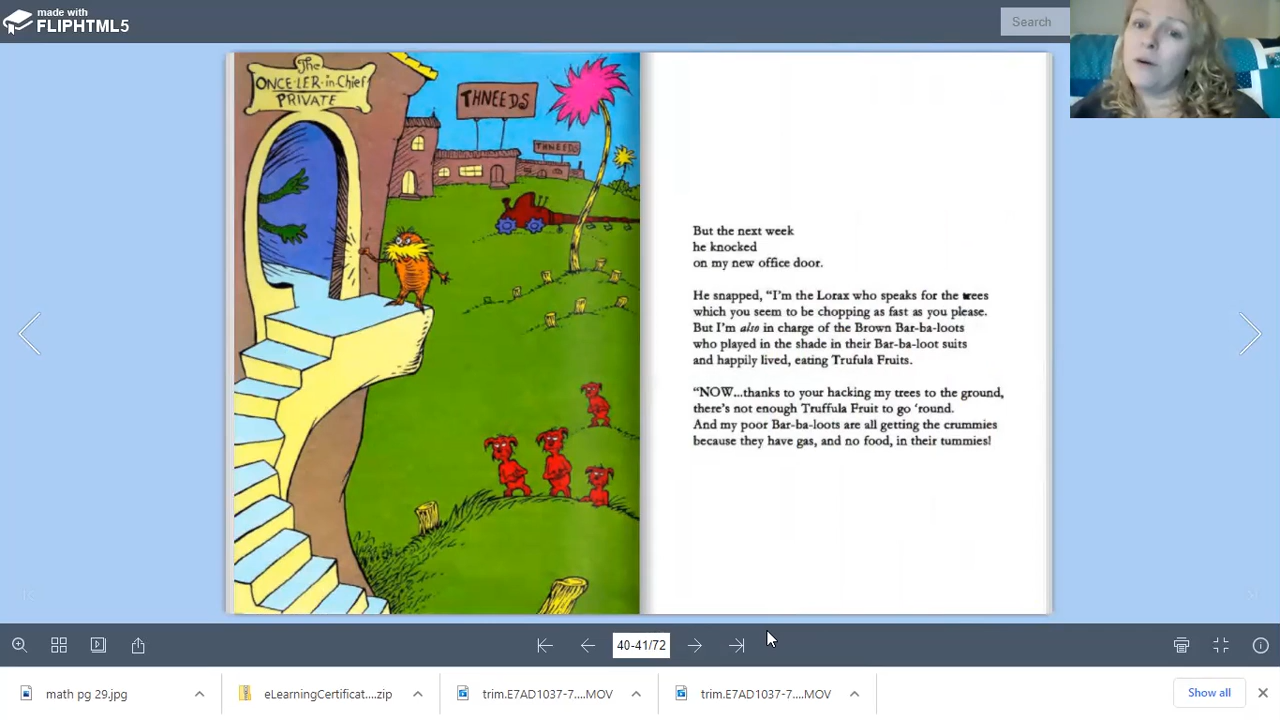 made with
FLIPHTML5
Search
The
ONCE-LER-in-Chief
PRIVATE
THNEEDS
THNEEDS
But the next week
he knocked
on my new office door.
He snapped, “I’m the Lorax who speaks for the trees
which you seem to be chopping as fast as you please.
But I’m also in charge of the Brown Bar-ba-loots
who played in the shade in their Bar-ba-loot suits
and happily lived, eating Trufula Fruits.
“NOW...thanks to your hacking my trees to the ground,
there’s not enough Truffula Fruit to go ‘round.
And my poor Bar-ba-loots are all getting the crummies
because they have gas, and no food, in their tummies!
40-41/72
math pg 29.jpg
eLearningCertificat....zip
trim.E7AD1037-7....MOV
trim.E7AD1037-7....MOV
Show all